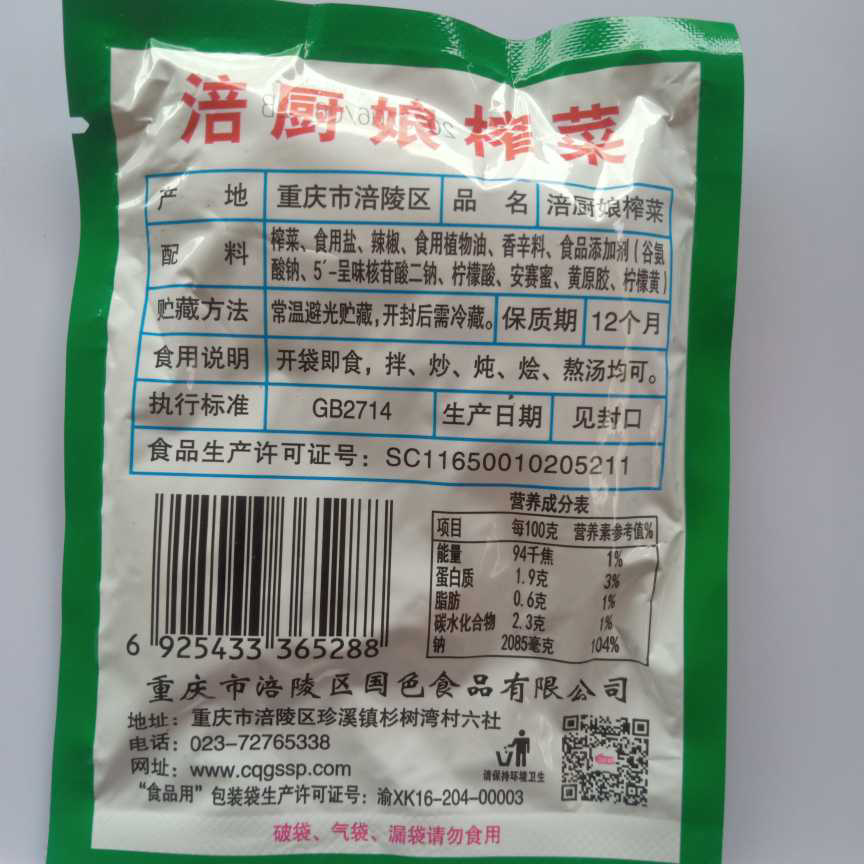 涪厨娘榨菜
产 地 重庆市涪陵区 品 名 涪厨娘榨菜
配 料 榨菜、食用盐、辣椒、食用植物油、香辛料、食品添加剂（谷氨
酸钠、5′-呈味核苷酸二钠、柠檬酸、安赛蜜、黄原胶、柠檬黄）
贮藏方法 常温避光贮藏，开封后需冷藏。 保质期 12个月
食用说明 开袋即食，拌、炒、炖、烩、熬汤均可。
执行标准 GB2714 生产日期 见封口
食品生产许可证号：SC11650010205211
营养成分表
项目 每100克 营养素参考值%
能量 94千焦 1%
蛋白质 1.9克 3%
脂肪 0.6克 1%
碳水化合物 2.3克 1%
钠 2085毫克 104%
6 925433 365288
重庆市涪陵区国色食品有限公司
地址：重庆市涪陵区珍溪镇杉树湾村六社
电话：023-72765338
网址：www.cqgssp.com
请保持环境卫生
“食品用”包装袋生产许可证号：渝XK16-204-00003
破袋、气袋、漏袋请勿食用